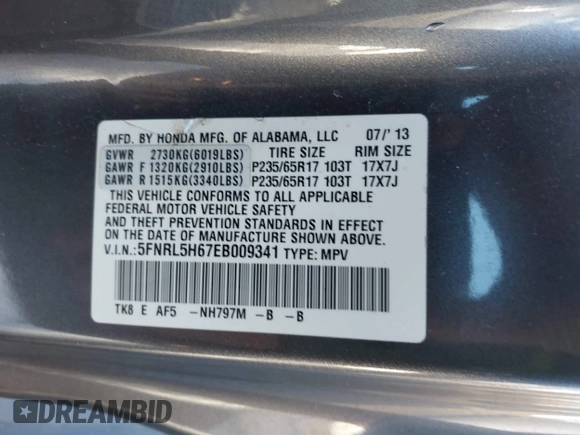 MFD. BY HONDA MFG. OF ALABAMA, LLC 07/'13
GVWR 2730KG(6019LBS) TIRE SIZE RIM SIZE
GAWR F 1320KG(2910LBS) P235/65R17 103T 17X7J
GAWR R 1515KG(3340LBS) P235/65R17 103T 17X7J
THIS VEHICLE CONFORMS TO ALL APPLICABLE
FEDERAL MOTOR VEHICLE SAFETY
AND THEFT PREVENTION STANDARDS IN EFFECT
ON THE DATE OF MANUFACTURE SHOWN ABOVE.
V.I.N.:5FNRL5H67EB009341 TYPE: MPV
TK8 E AF5 -NH797M -B -B
DREAMBID